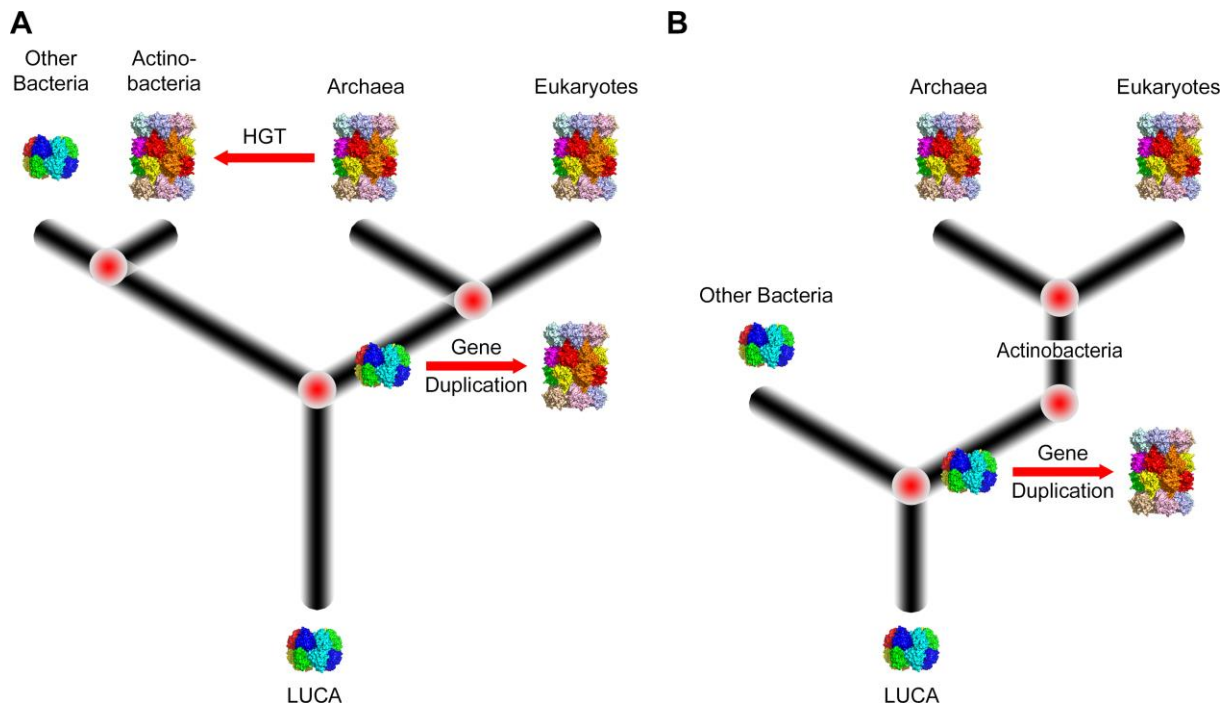 A
Other
Bacteria
Actino-
bacteria
Archaea
Eukaryotes
HGT
Gene
Duplication
LUCA
B
Archaea
Eukaryotes
Other Bacteria
Actinobacteria
Gene
Duplication
LUCA